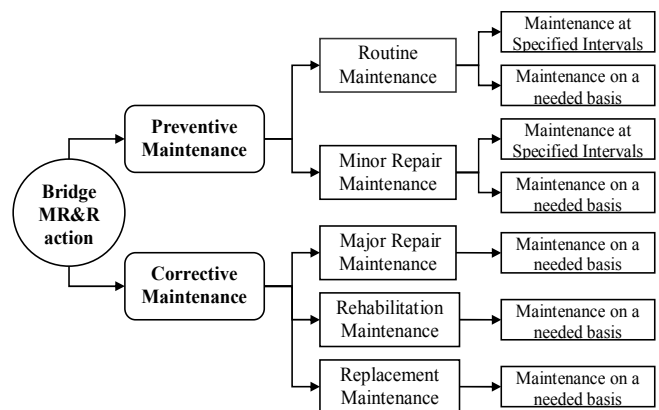 Bridge
MR&R
action
Preventive
Maintenance
Routine
Maintenance
Maintenance at
Specified Intervals
Maintenance on a
needed basis
Minor Repair
Maintenance
Maintenance at
Specified Intervals
Maintenance on a
needed basis
Corrective
Maintenance
Major Repair
Maintenance
Maintenance on a
needed basis
Rehabilitation
Maintenance
Maintenance on a
needed basis
Replacement
Maintenance
Maintenance on a
needed basis